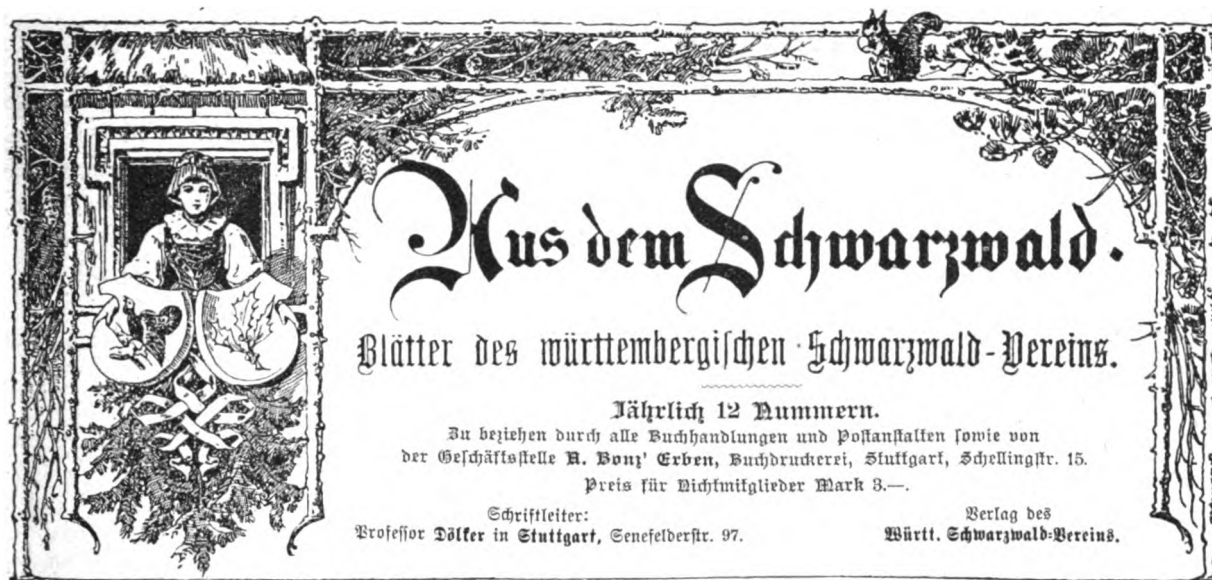 Aus dem Schwarzwald.
Blätter des württembergischen Schwarzwald-Vereins.
Jährlich 12 Nummern.
Zu beziehen durch alle Buchhandlungen und Postanstalten sowie von
der Geschäftsstelle A. Bonz' Erben, Buchdruckerei, Stuttgart, Schellingstr. 15.
Preis für Nichtmitglieder Mark 3.—.
Schriftleiter:
Professor Dölker in Stuttgart, Senefelderstr. 97.
Verlag des
Württ. Schwarzwald-Vereins.